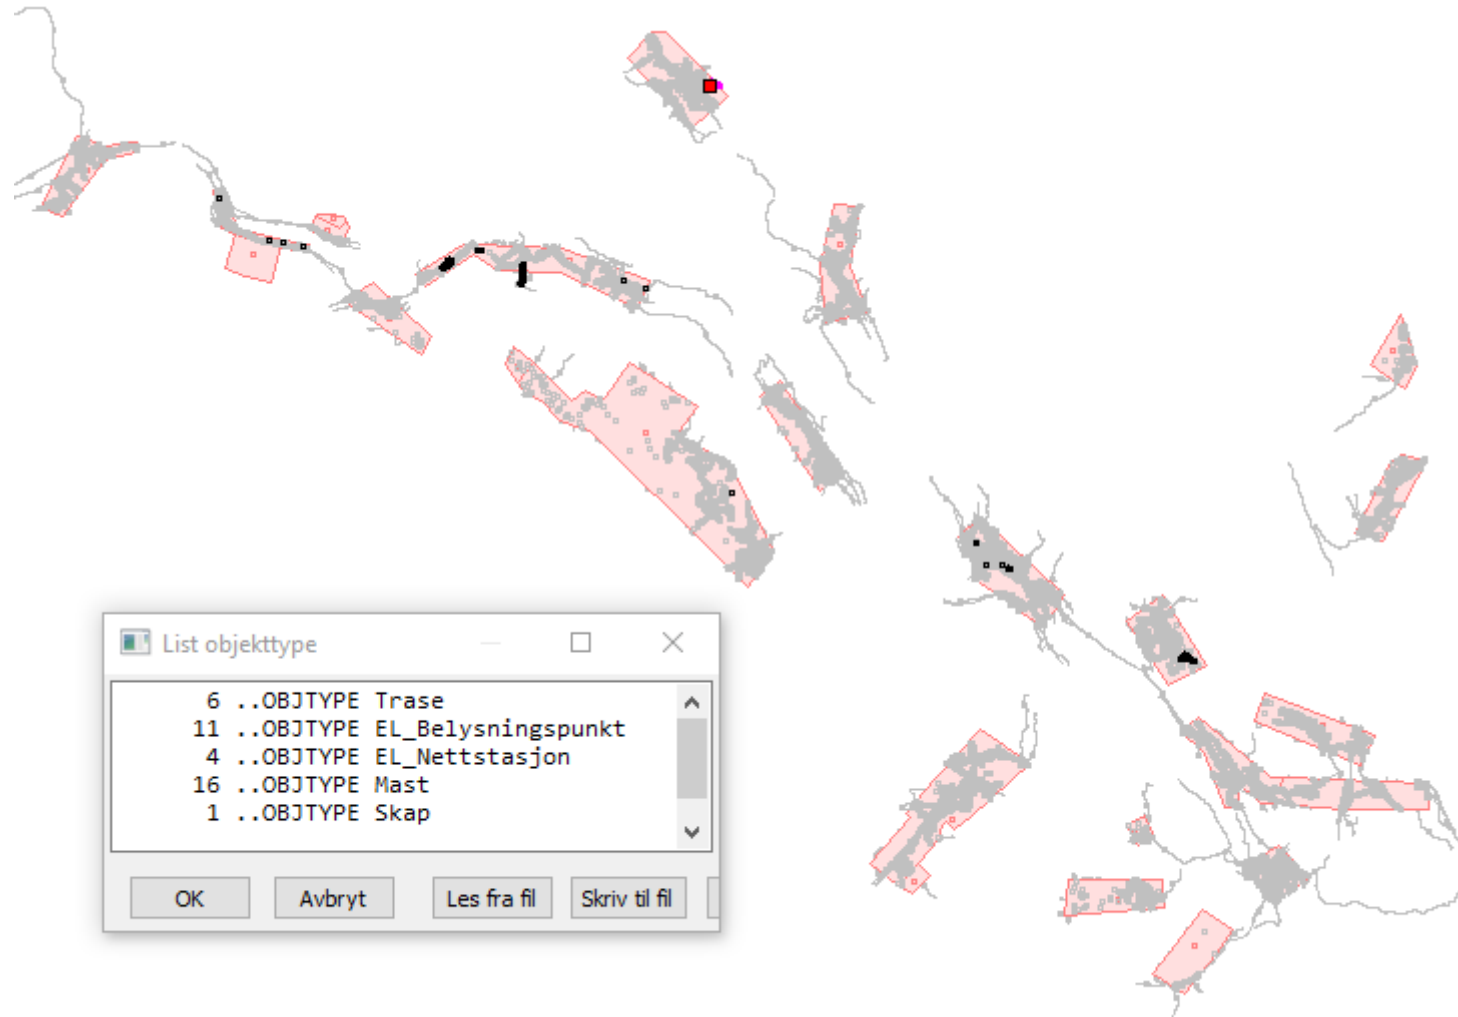 List objekttype
6 ..OBJTYPE Trase
11 ..OBJTYPE EL_Belysningspunkt
4 ..OBJTYPE EL_Nettstasjon
16 ..OBJTYPE Mast
1 ..OBJTYPE Skap
OK Avbryt Les fra fil Skriv til fil